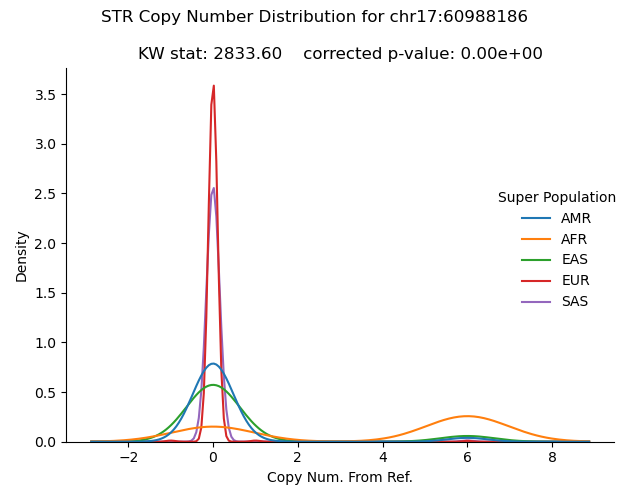 STR Copy Number Distribution for chr17:60988186
KW stat: 2833.60    corrected p-value: 0.00e+00
3.5
3.0
2.5
2.0
1.5
1.0
0.5
0.0
Density
−2
0
2
4
6
8
Copy Num. From Ref.
Super Population
AMR
AFR
EAS
EUR
SAS